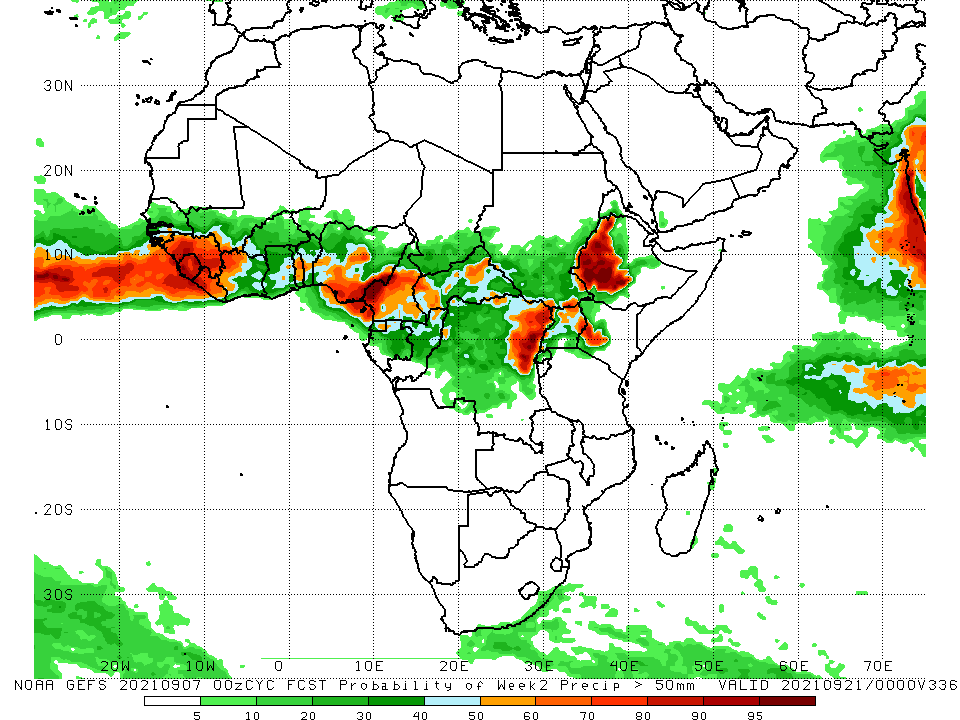 30N
20N
10N
0
10S
20S
30S
20W 10W 0 10E 20E 30E 40E 50E 60E 70E
NOAA GEFS 20210907 00zCYC FCST Probability of Week2 Precip > 50mm VALID 20210921/0000V336
5 10 20 30 40 50 60 70 80 90 95